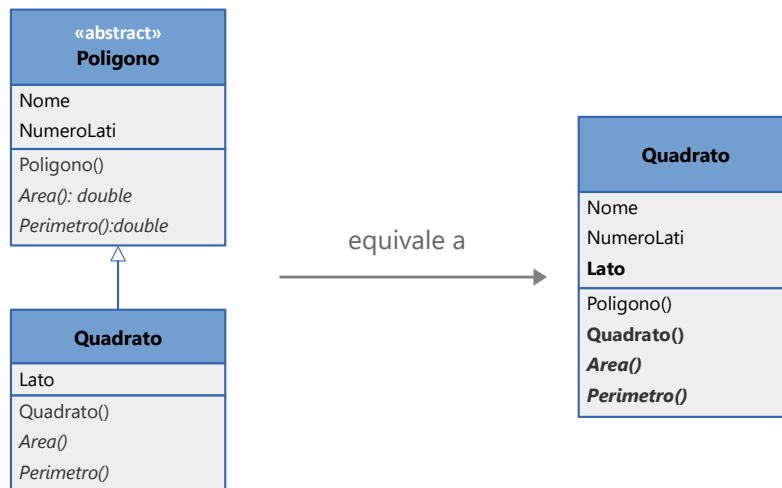 «abstract»
Poligono
Nome
NumeroLati
Poligono()
Area(): double
Perimetro():double
Quadrato
Lato
Quadrato()
Area()
Perimetro()
equivale a
Quadrato
Nome
NumeroLati
Lato
Poligono()
Quadrato()
Area()
Perimetro()